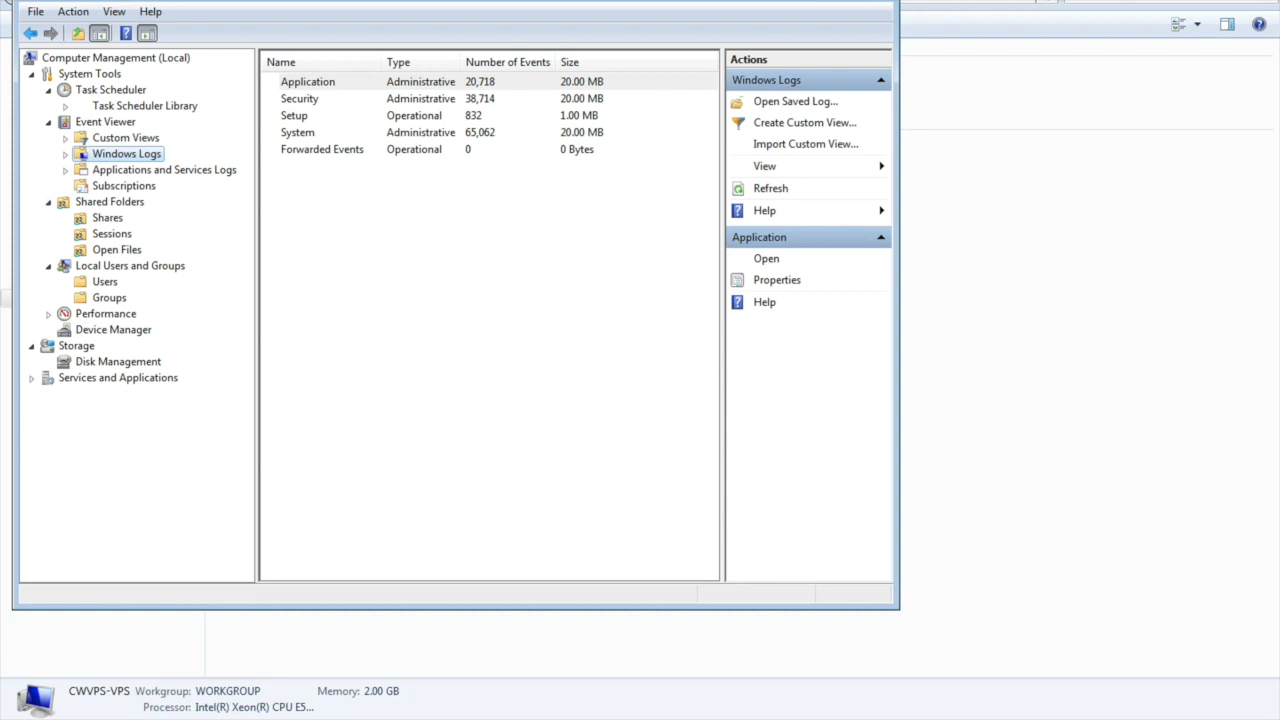 File Action View Help
Computer Management (Local)
System Tools
Task Scheduler
Task Scheduler Library
Event Viewer
Custom Views
Windows Logs
Applications and Services Logs
Subscriptions
Shared Folders
Shares
Sessions
Open Files
Local Users and Groups
Users
Groups
Performance
Device Manager
Storage
Disk Management
Services and Applications
Name Type Number of Events Size
Application Administrative 20,718 20.00 MB
Security Administrative 38,714 20.00 MB
Setup Operational 832 1.00 MB
System Administrative 65,062 20.00 MB
Forwarded Events Operational 0 0 Bytes
Actions
Windows Logs
Open Saved Log...
Create Custom View...
Import Custom View...
View
Refresh
Help
Application
Open
Properties
Help
CWVPS-VPS Workgroup: WORKGROUP Memory: 2.00 GB
Processor: Intel(R) Xeon(R) CPU E5...